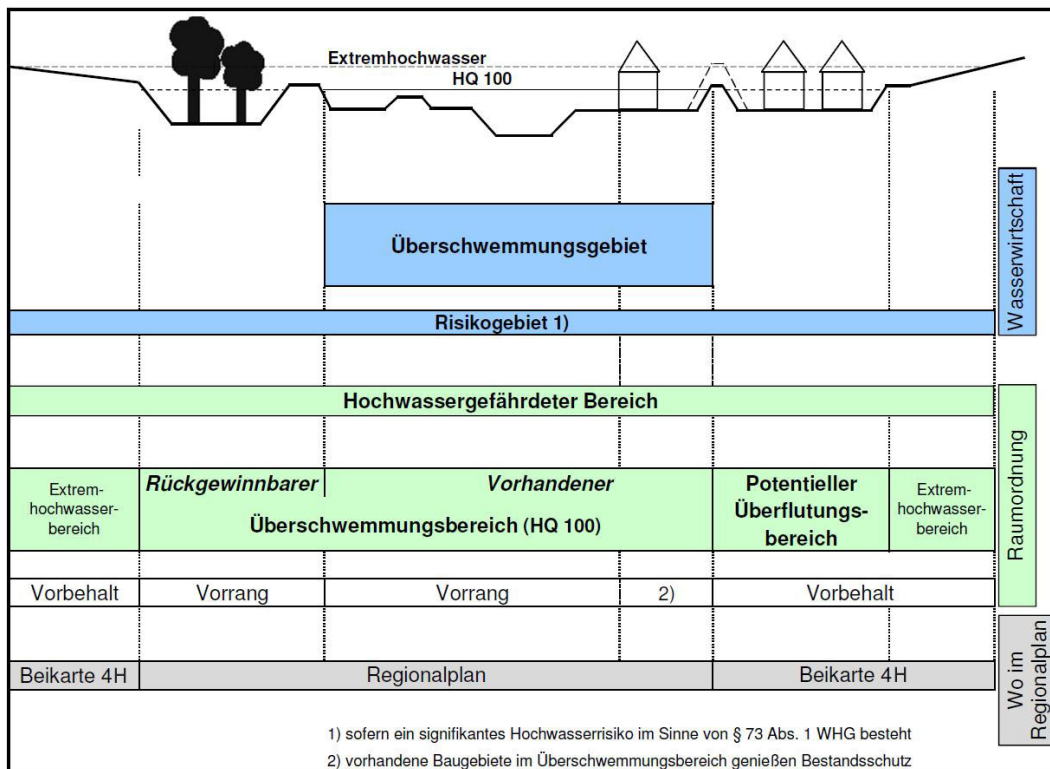 Extremhochwasser
HQ 100
Wasserwirtschaft
Überschwemmungsgebiet
Risikogebiet 1)
Raumordnung
Hochwassergefährdeter Bereich
Extrem-
hochwasser-
bereich
Rückgewinnbarer
Vorhandener
Überschwemmungsbereich (HQ 100)
Potentieller
Überflutungs-
bereich
Extrem-
hochwasser-
bereich
Vorbehalt
Vorrang
Vorrang
2)
Vorbehalt
Wo im
Regionalplan
Beikarte 4H
Regionalplan
Beikarte 4H
1) sofern ein signifikantes Hochwasserrisiko im Sinne von § 73 Abs. 1 WHG besteht
2) vorhandene Baugebiete im Überschwemmungsbereich genießen Bestandsschutz